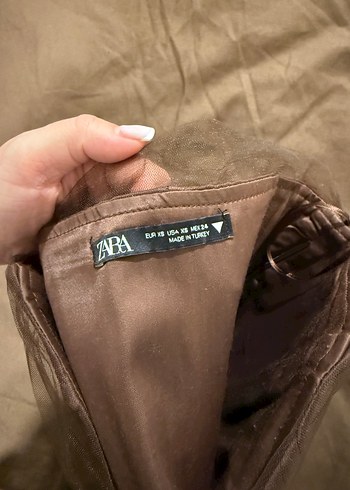 ZARA
EUR XS USA XS MEX 24
MADE IN TURKEY